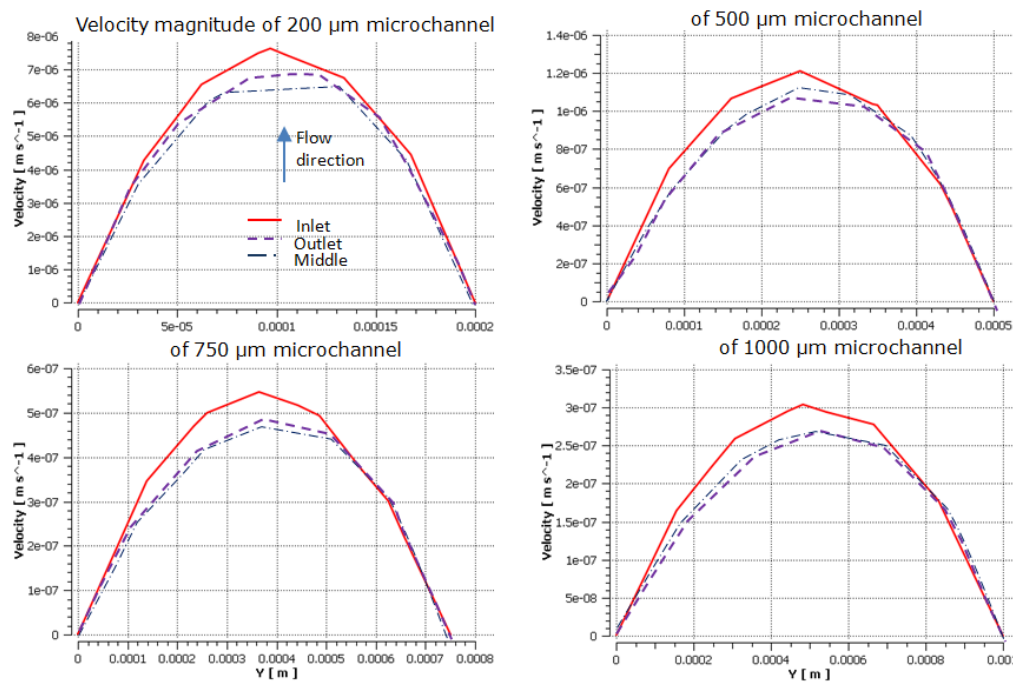 Velocity magnitude of 200 µm microchannel
8e-06
7e-06
6e-06
5e-06
4e-06
3e-06
2e-06
1e-06
0
Velocity [ m s^-1 ]
Flow
direction
Inlet
Outlet
Middle
0 5e-05 0.0001 0.00015 0.0002
of 500 µm microchannel
1.4e-06
1.2e-06
1e-06
8e-07
6e-07
4e-07
2e-07
0
Velocity [ m s^-1 ]
0 0.0001 0.0002 0.0003 0.0004 0.0005
of 750 µm microchannel
6e-07
5e-07
4e-07
3e-07
2e-07
1e-07
0
Velocity [ m s^-1 ]
0 0.0001 0.0002 0.0003 0.0004 0.0005 0.0006 0.0007 0.0008
Y [ m ]
of 1000 µm microchannel
3.5e-07
3e-07
2.5e-07
2e-07
1.5e-07
1e-07
5e-08
0
Velocity [ m s^-1 ]
0 0.0002 0.0004 0.0006 0.0008 0.001
Y [ m ]